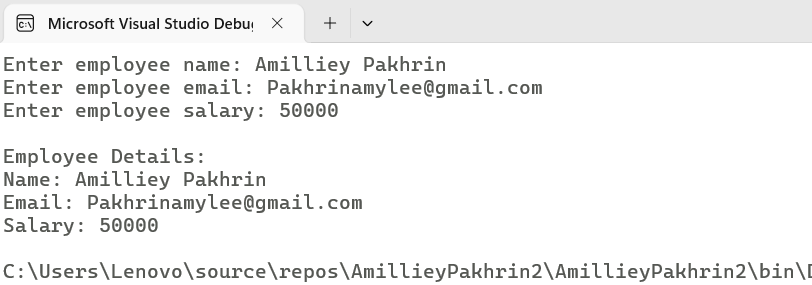 Microsoft Visual Studio Debu
Enter employee name: Amilliey Pakhrin
Enter employee email: Pakhrinamylee@gmail.com
Enter employee salary: 50000
Employee Details:
Name: Amilliey Pakhrin
Email: Pakhrinamylee@gmail.com
Salary: 50000
C:\Users\Lenovo\source\repos\AmillieyPakhrin2\AmillieyPakhrin2\bin\